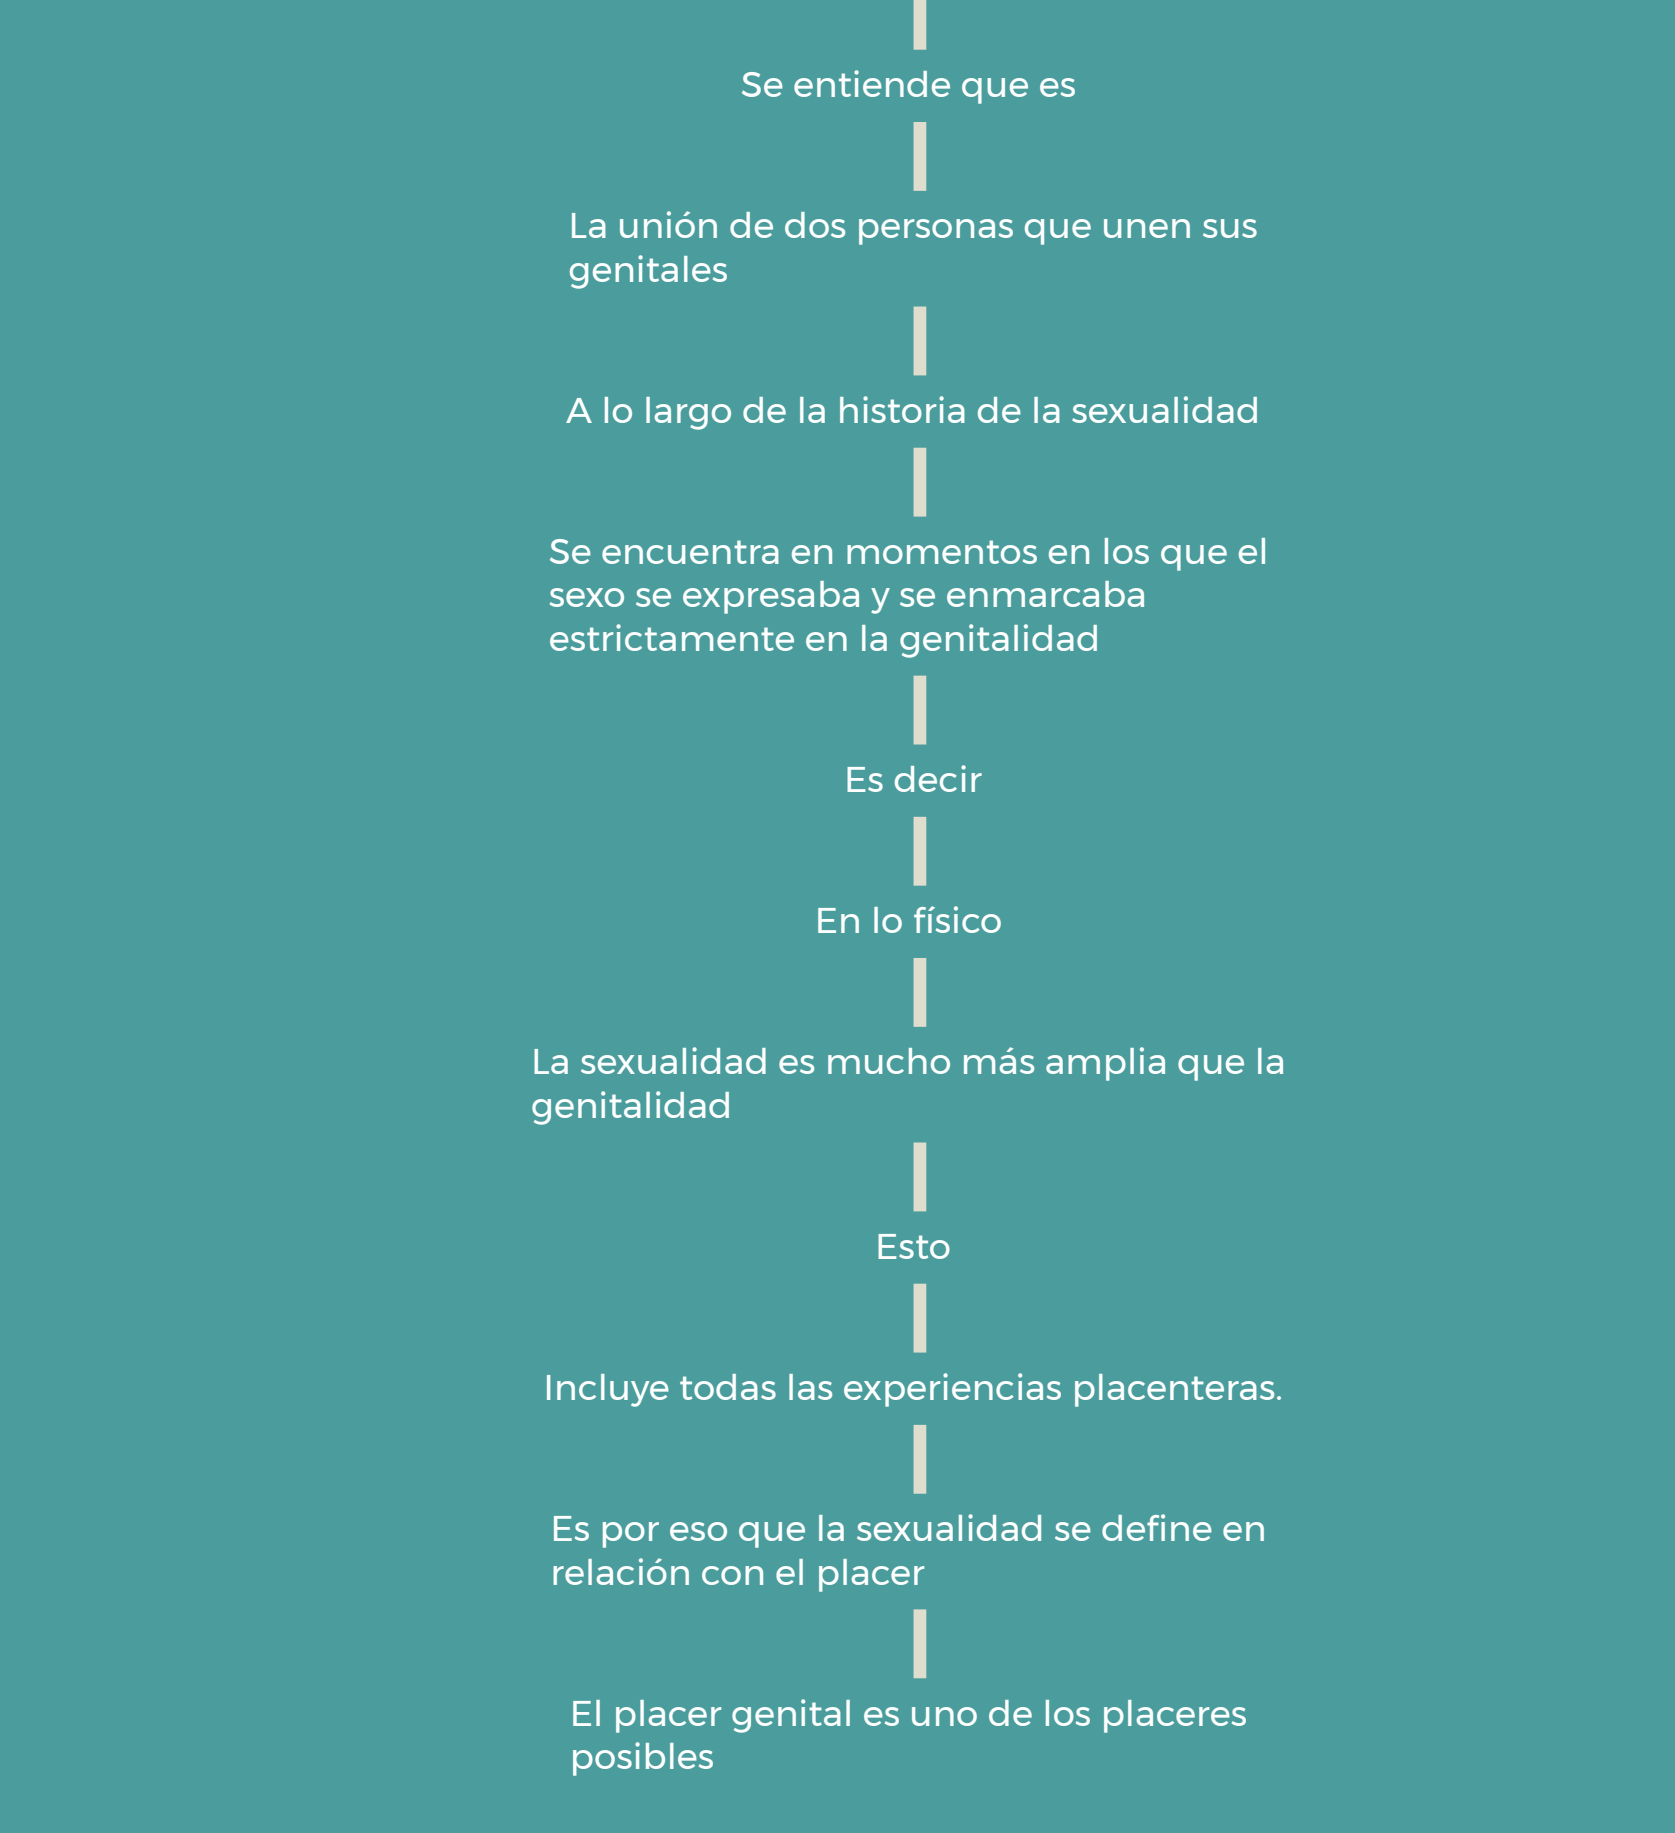 Se entiende que es
La unión de dos personas que unen sus
genitales
A lo largo de la historia de la sexualidad
Se encuentra en momentos en los que el
sexo se expresaba y se enmarcaba
estrictamente en la genitalidad
Es decir
En lo físico
La sexualidad es mucho más amplia que la
genitalidad
Esto
Incluye todas las experiencias placenteras.
Es por eso que la sexualidad se define en
relación con el placer
El placer genital es uno de los placeres
posibles